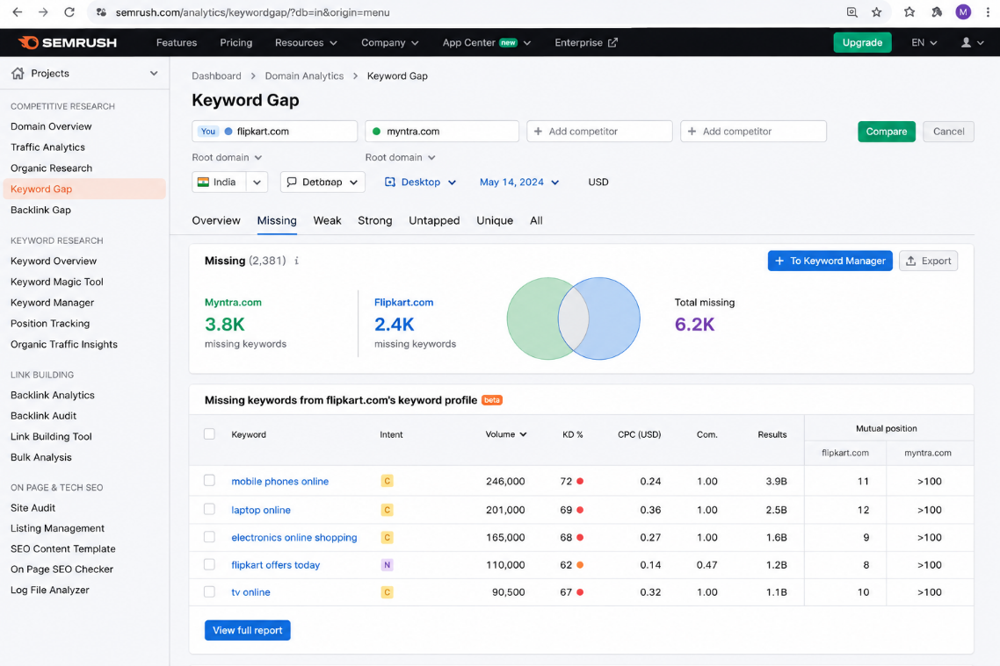 semrush.com/analytics/keywordgap/?db=in&origin=menu
M
SEMRUSH
Features Pricing Resources Company App Center new Enterprise Upgrade EN
Projects
COMPETITIVE RESEARCH
Domain Overview
Traffic Analytics
Organic Research
Keyword Gap
Backlink Gap
KEYWORD RESEARCH
Keyword Overview
Keyword Magic Tool
Keyword Manager
Position Tracking
Organic Traffic Insights
LINK BUILDING
Backlink Analytics
Backlink Audit
Link Building Tool
Bulk Analysis
ON PAGE & TECH SEO
Site Audit
Listing Management
SEO Content Template
On Page SEO Checker
Log File Analyzer
Dashboard > Domain Analytics > Keyword Gap
Keyword Gap
You flipkart.com myntra.com + Add competitor + Add competitor Compare Cancel
Root domain Root domain
India Detbnap Desktop May 14, 2024 USD
Overview Missing Weak Strong Untapped Unique All
Missing (2,381) i + To Keyword Manager Export
Myntra.com Flipkart.com Total missing
3.8K 2.4K 6.2K
missing keywords missing keywords
Missing keywords from flipkart.com's keyword profile beta
Keyword Intent Volume KD % CPC (USD) Com. Results Mutual position
flipkart.com myntra.com
mobile phones online C 246,000 72 0.24 1.00 3.9B 11 >100
laptop online C 201,000 69 0.36 1.00 2.5B 12 >100
electronics online shopping C 165,000 68 0.27 1.00 1.6B 9 >100
flipkart offers today N 110,000 62 0.14 0.47 1.2B 8 >100
tv online C 90,500 67 0.32 1.00 1.1B 10 >100
View full report